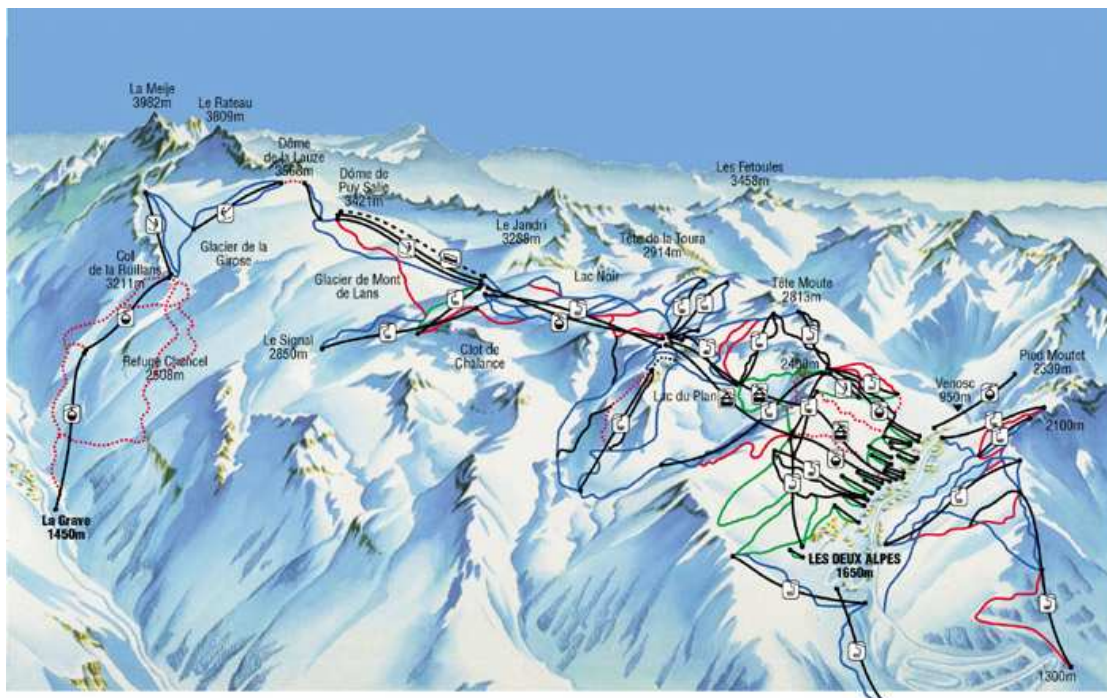 La Meije
3982m
Le Rateau
3809m
Dôme
de la Lauze
3568m
Dôme de
Puy Salié
3421m
Les Fetoules
3458m
Le Jandri
3288m
Tête de la Toura
2914m
Col
de la Ruillans
3211m
Glacier de la
Girose
Glacier de Mont
de Lans
Lac Noir
Tête Moute
2813m
Le Signal
2850m
Clot de
Chalance
Refuge Chancel
2508m
2400m
Lac du Plan
Venosc
950m
Pied Moutet
2339m
2100m
La Grave
1450m
LES DEUX ALPES
1650m
1300m